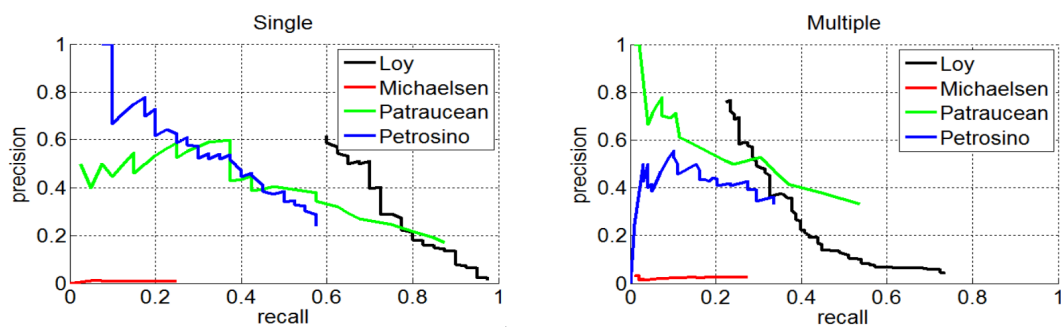 Single
precision
1
0.8
0.6
0.4
0.2
0
0 0.2 0.4 0.6 0.8 1
recall
Loy
Michaelsen
Patraucean
Petrosino
Multiple
precision
1
0.8
0.6
0.4
0.2
0
0 0.2 0.4 0.6 0.8 1
recall
Loy
Michaelsen
Patraucean
Petrosino